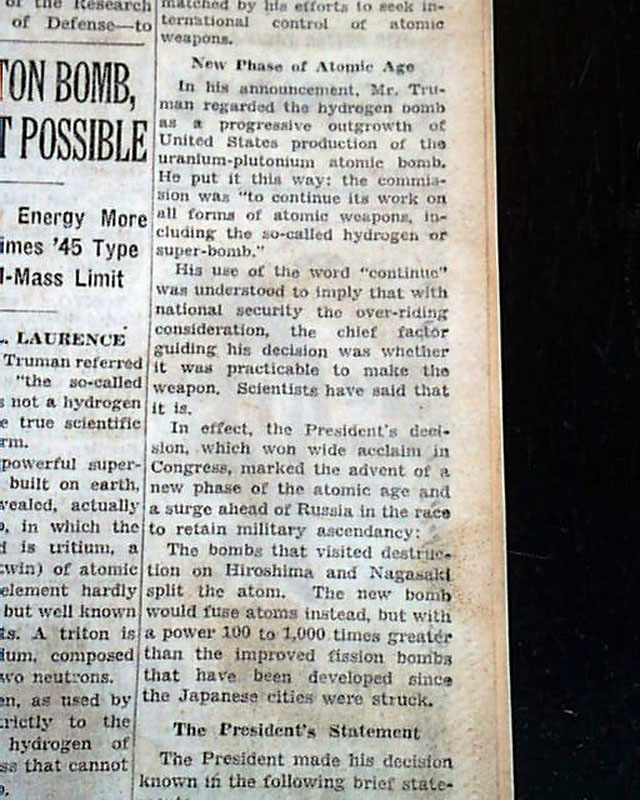 of the Research
of Defense—to
TON BOMB,
T POSSIBLE
Energy More
imes '45 Type
l-Mass Limit
L. LAURENCE
Truman referred
"the so-called
s not a hydrogen
e true scientific
rm.
powerful super-
built on earth,
vealed, actually
, in which the
d is tritium, a
twin) of atomic
element hardly
but well known
ts. A triton is
ium, composed
wo neutrons.
en, as used by
trictly to the
hydrogen of
ss that cannot
matched by his efforts to seek in-
ternational control of atomic
weapons.
New Phase of Atomic Age
In his announcement, Mr. Tru-
man regarded the hydrogen bomb
as a progressive outgrowth of
United States production of the
uranium-plutonium atomic bomb.
He put it this way: the commis-
sion was "to continue its work on
all forms of atomic weapons, in-
cluding the so-called hydrogen or
super-bomb."
His use of the word "continue"
was understood to imply that with
national security the over-riding
consideration, the chief factor
guiding his decision was whether
it was practicable to make the
weapon. Scientists have said that
it is.
In effect, the President's deci-
sion, which won wide acclaim in
Congress, marked the advent of a
new phase of the atomic age and
a surge ahead of Russia in the race
to retain military ascendancy:
The bombs that visited destruc-
tion on Hiroshima and Nagasaki
split the atom. The new bomb
would fuse atoms instead, but with
a power 100 to 1,000 times greater
than the improved fission bombs
that have been developed since
the Japanese cities were struck.
The President's Statement
The President made his decision
known in the following brief state-